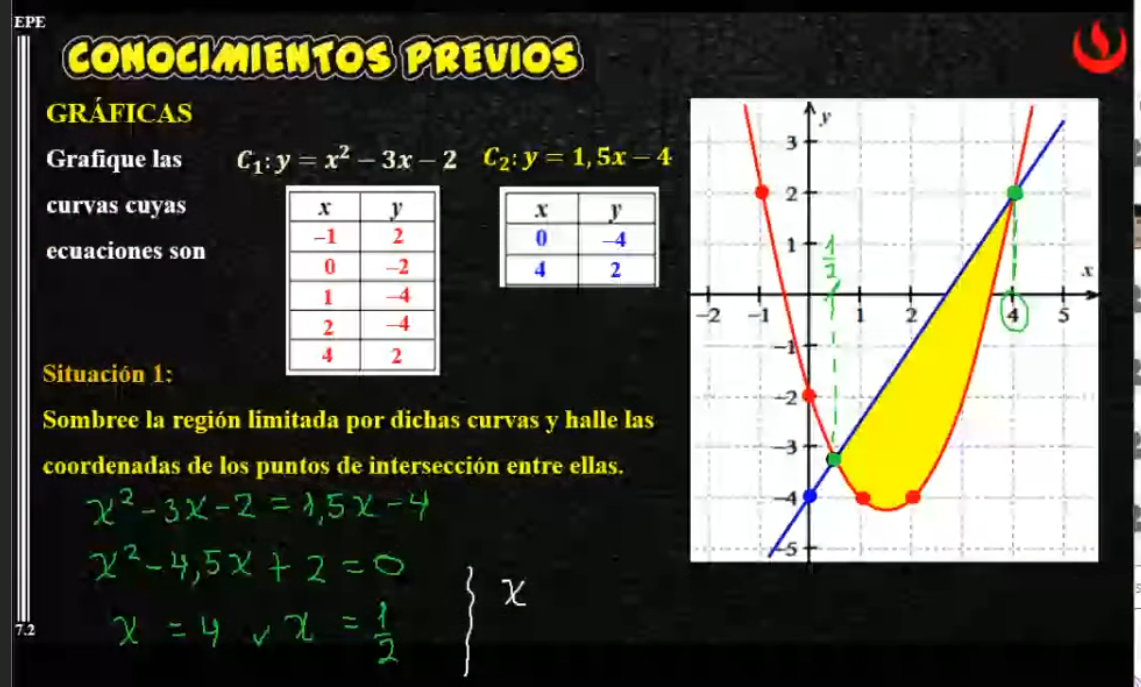 EPE
CONOCIMIENTOS PREVIOS
GRÁFICAS
Grafique las curvas cuyas ecuaciones son
C₁: y = x² − 3x − 2
C₂: y = 1,5x − 4
x y
−1 2
0 −2
1 −4
2 −4
4 2
x y
0 −4
4 2
Situación 1:
Sombree la región limitada por dichas curvas y halle las
coordenadas de los puntos de intersección entre ellas.
x² − 3x − 2 = 1,5x − 4
x² − 4,5x + 2 = 0
x = 4 ∨ x = 1/2
} x
7.2
y
3
2
1
1/2
x
−2 −1 1 2 4 5
−1
−2
−3
−4
−5